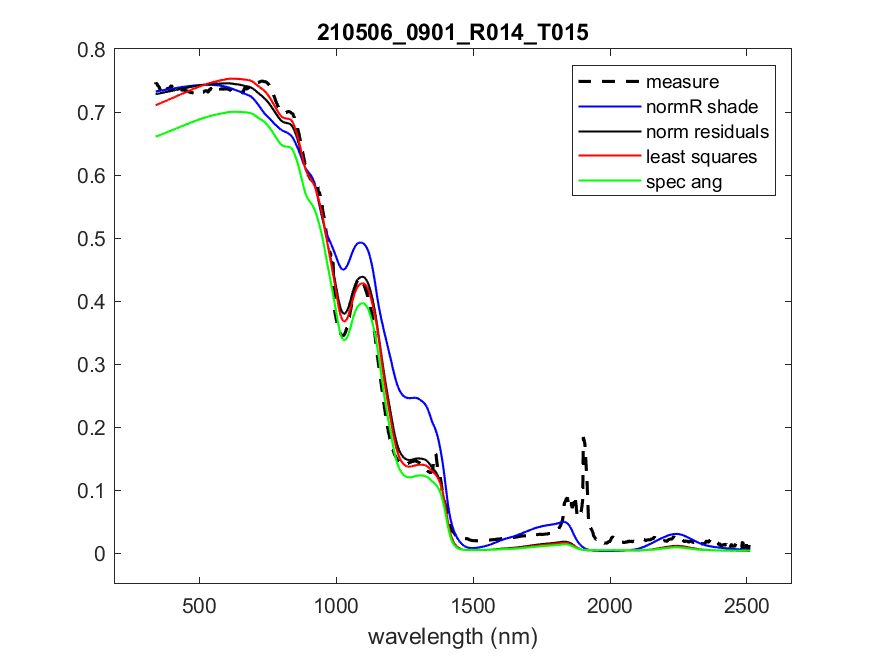 210506_0901_R014_T015
0.8
0.7
0.6
0.5
0.4
0.3
0.2
0.1
0
measure
normR shade
norm residuals
least squares
spec ang
500
1000
1500
2000
2500
wavelength (nm)